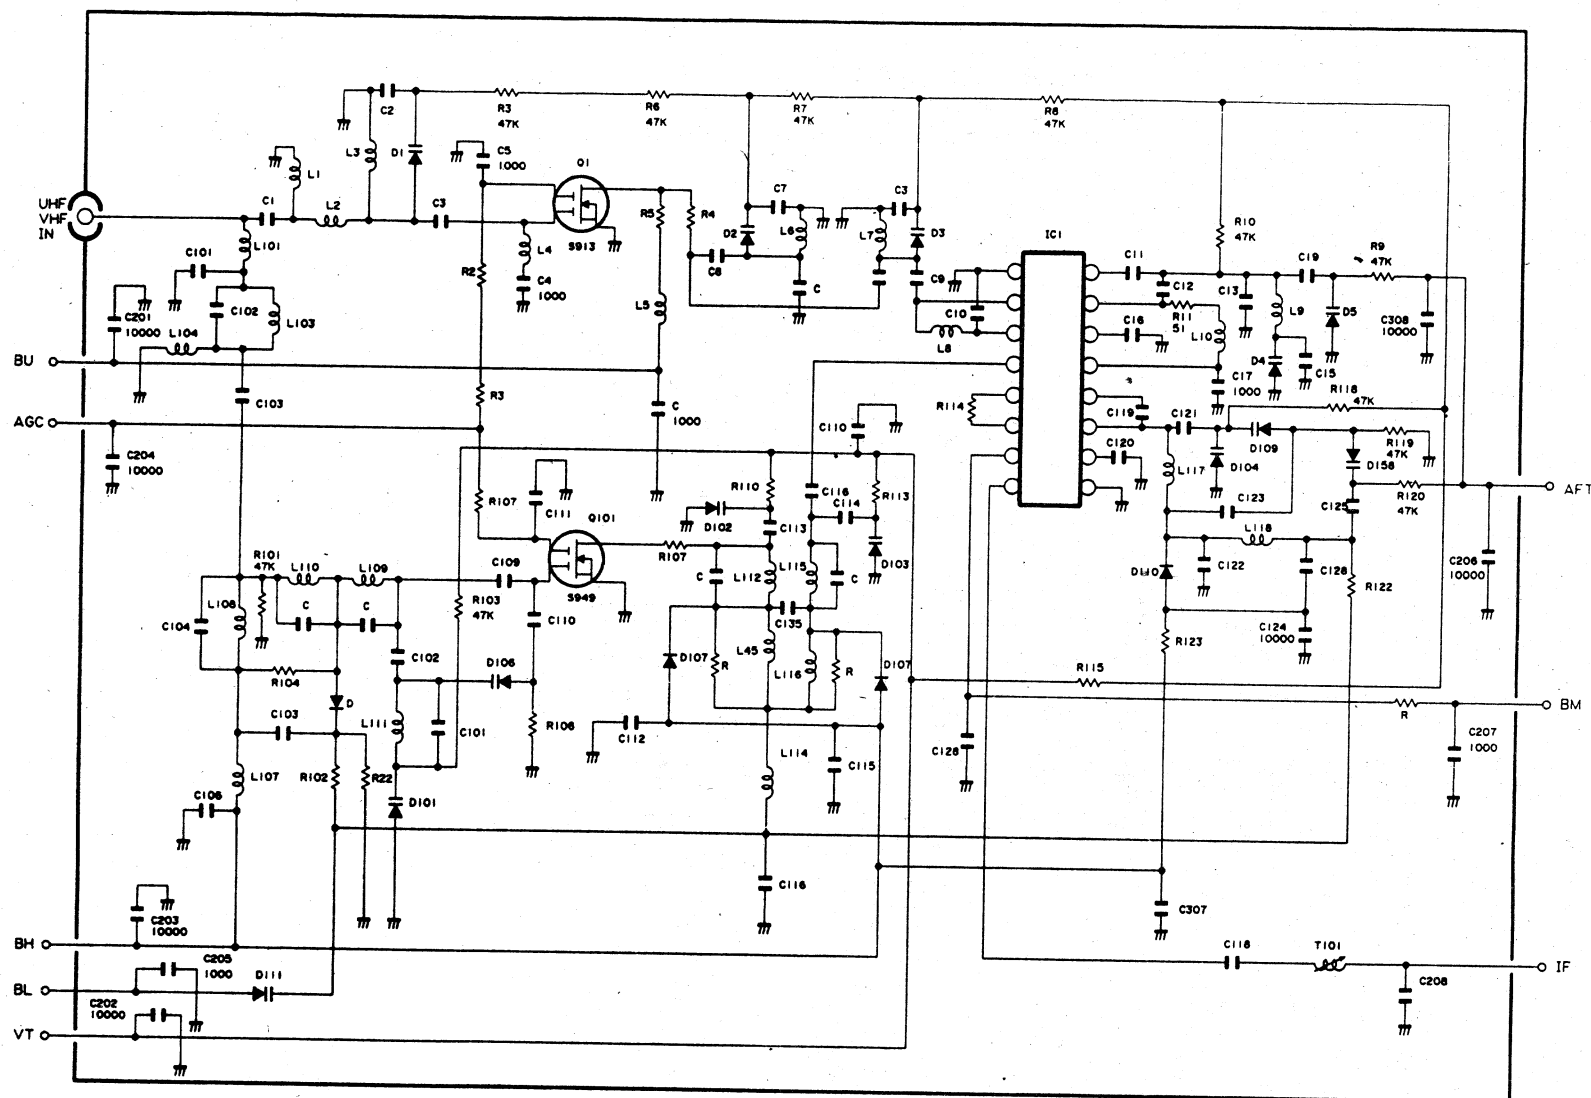 C2
R3
47K
R6
47K
R7
47K
R8
47K
L3
D1
C5
1000
Q1
L1
UHF
VHF
IN
C1
L2
C3
L4
C4
1000
S913
R5
R4
C7
L6
D2
C8
C
L7
C3
D3
C9
IC1
R10
47K
C11
C12
R11
51
C13
C19
R9
47K
L9
D5
C308
10000
L10
C16
D4
C15
C17
1000
C10
L8
C101
L101
C102
L103
L104
C201
10000
R2
L5
BU
C103
R3
C
1000
AGC
C204
10000
R114
C119
C121
R118
47K
C110
C120
L117
D104
D109
R119
47K
D158
R120
47K
AFT
R107
C111
Q101
R110
D102
C113
C116
C114
R113
D103
C123
L118
C125
C122
C128
C206
10000
R122
R101
47K
L110
L109
C109
R103
47K
S949
R107
C
L112
L115
C
C104
L108
C
C
C110
C135
C124
10000
R123
R104
C102
D106
D107
R
L45
L116
R
D107
R115
D
L111
C101
R106
C103
C112
R
BM
C207
1000
L107
R102
R22
L114
C115
C128
C106
D101
C116
C307
C203
10000
BH
C205
1000
D111
C118
T101
C208
IF
BL
C202
10000
VT